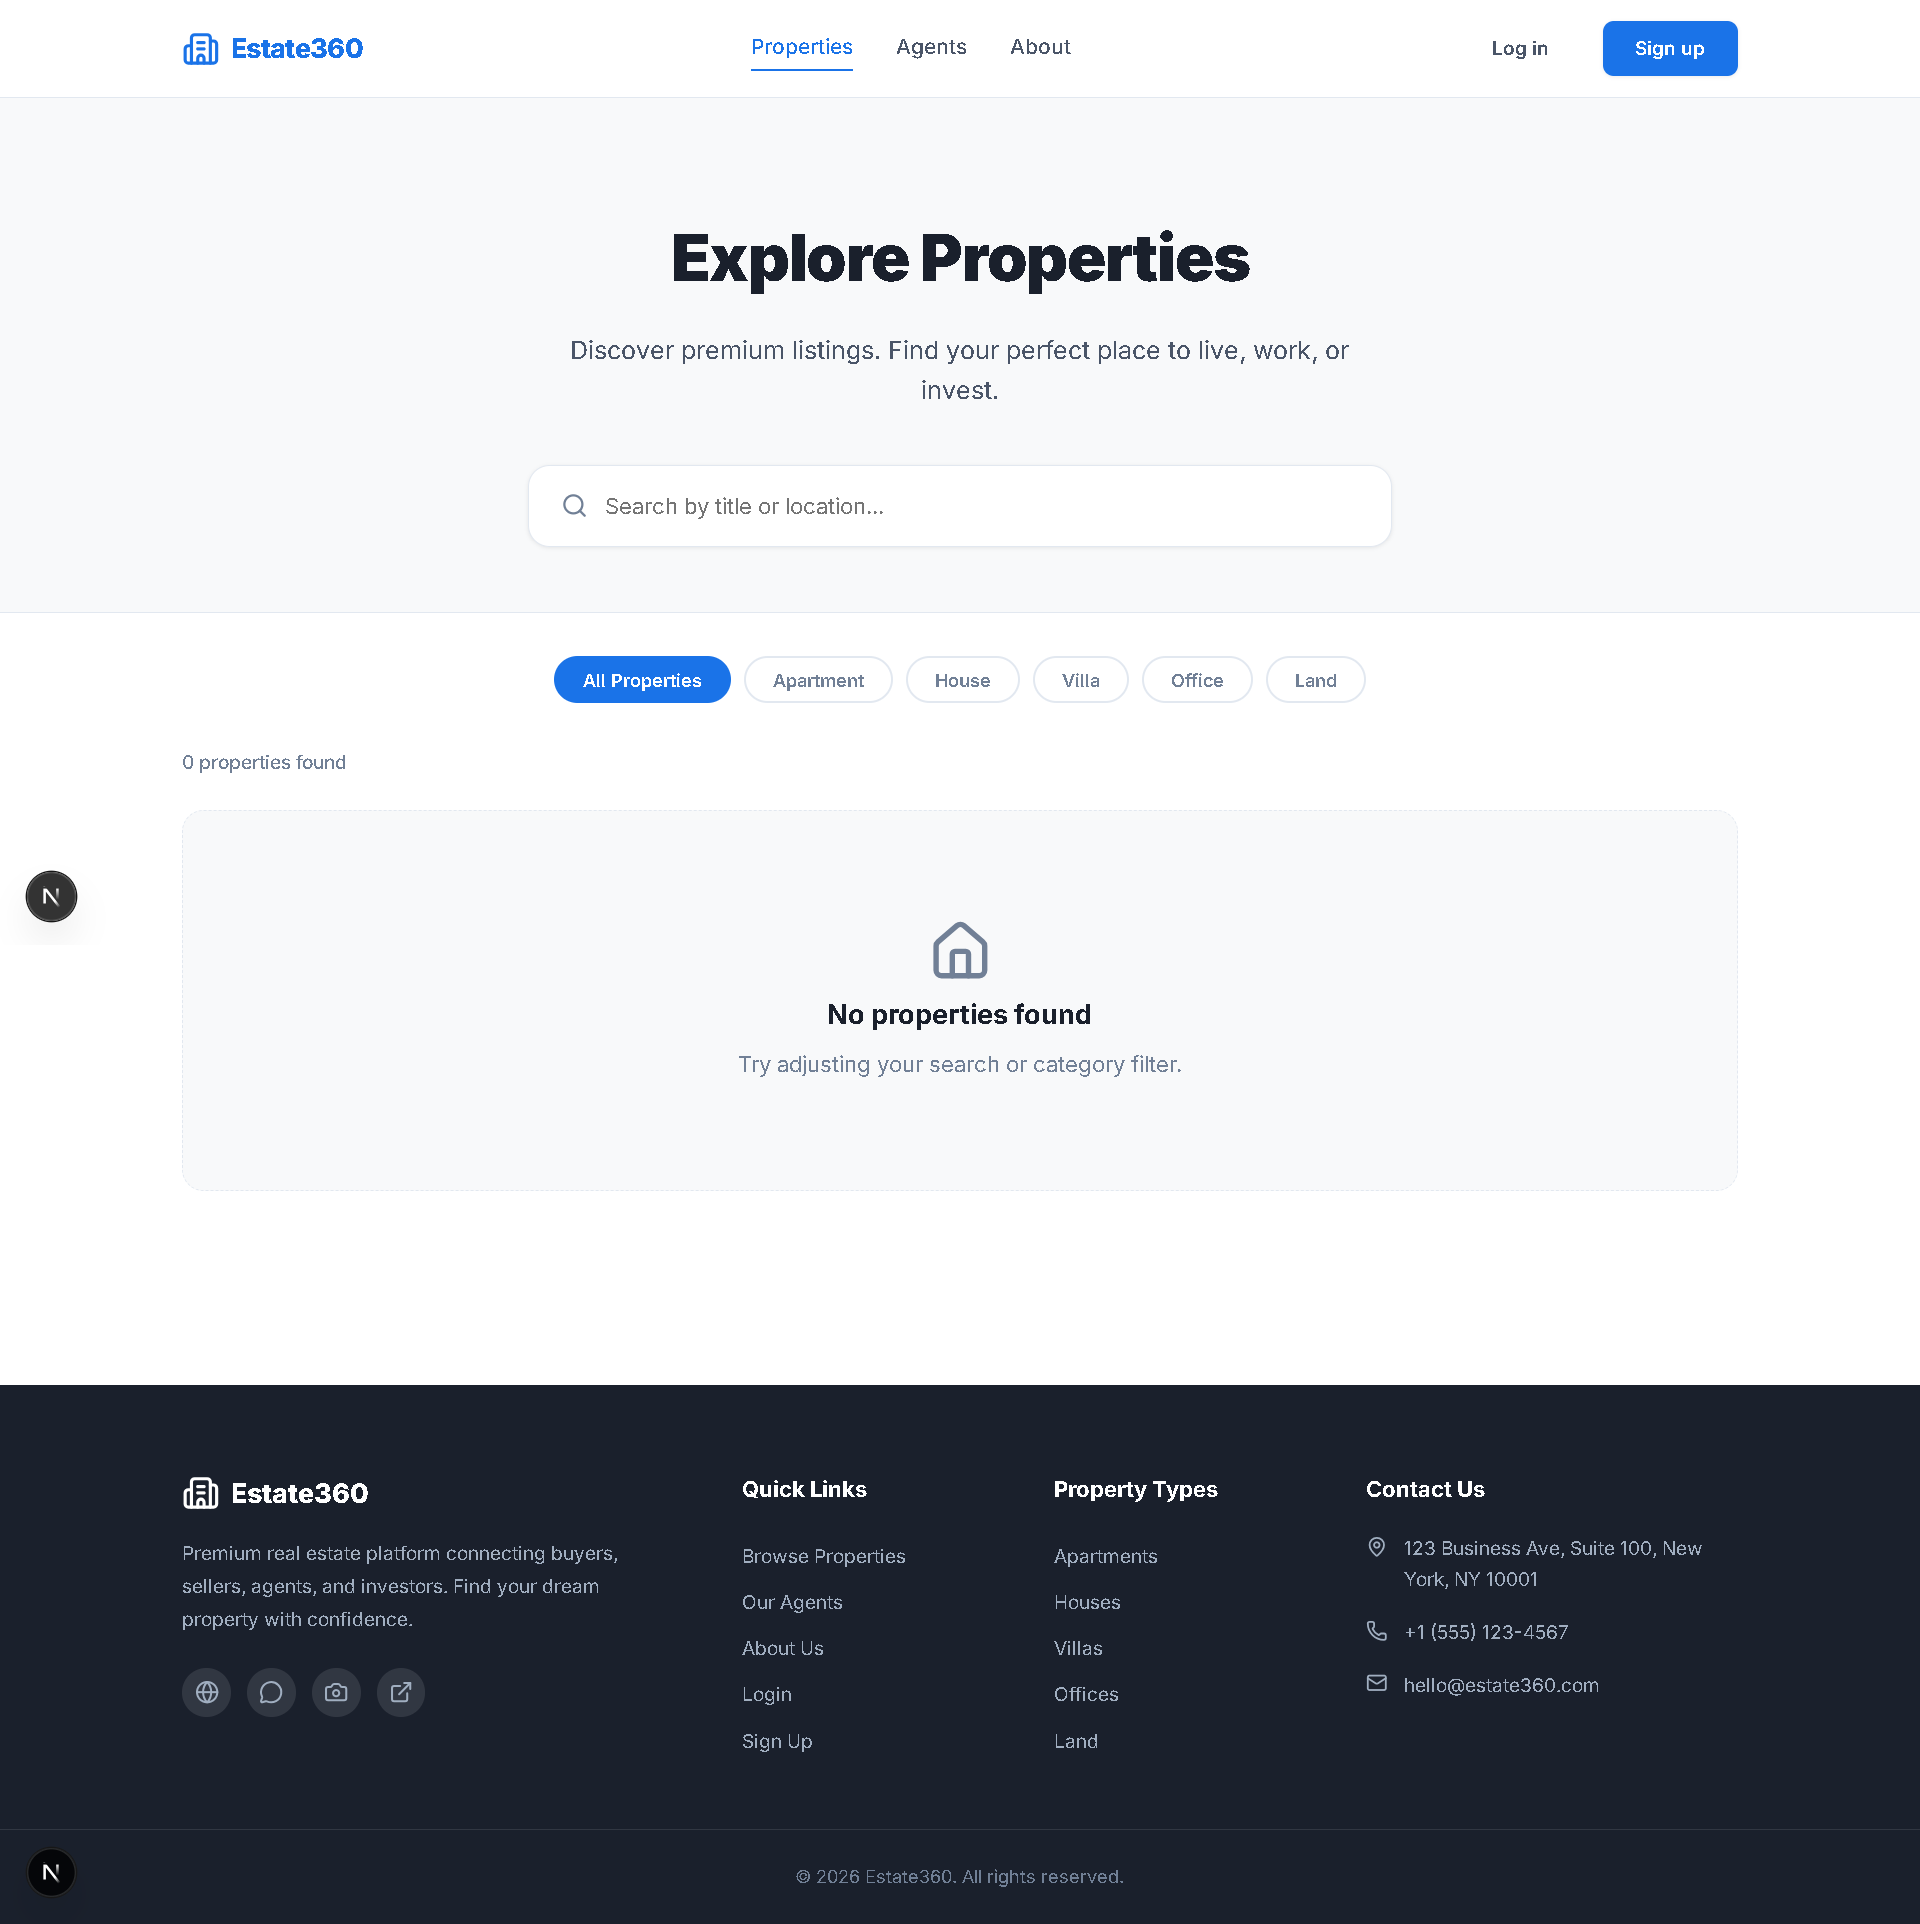 Estate360
Properties
Agents
About
Log in
Sign up
Explore Properties
Discover premium listings. Find your perfect place to live, work, or
invest.
Search by title or location...
All Properties
Apartment
House
Villa
Office
Land
0 properties found
N
No properties found
Try adjusting your search or category filter.
Estate360
Premium real estate platform connecting buyers,
sellers, agents, and investors. Find your dream
property with confidence.
Quick Links
Browse Properties
Our Agents
About Us
Login
Sign Up
Property Types
Apartments
Houses
Villas
Offices
Land
Contact Us
123 Business Ave, Suite 100, New
York, NY 10001
+1 (555) 123-4567
hello@estate360.com
N
© 2026 Estate360. All rights reserved.